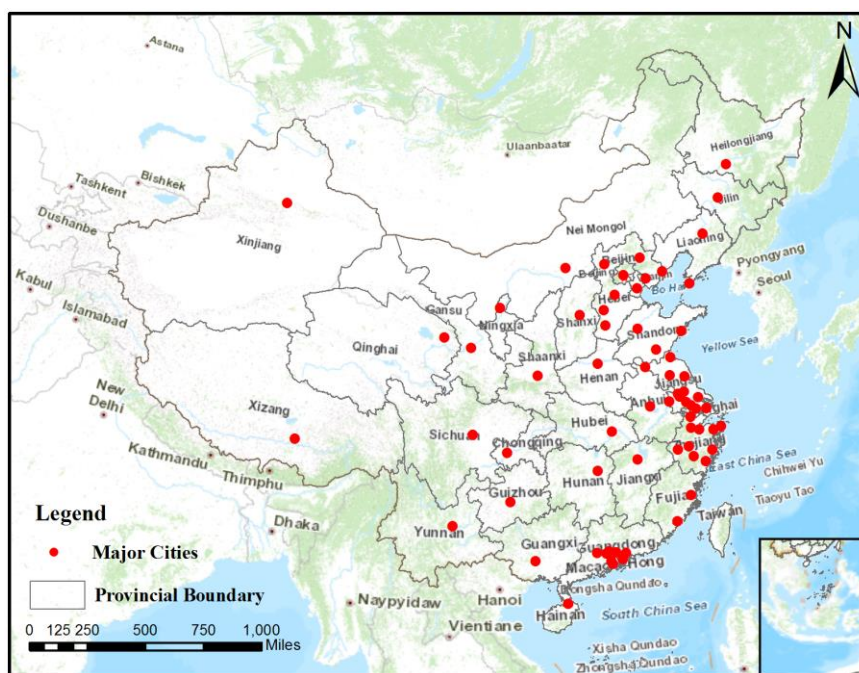 N
Astana
Heilongjiang
Ulaanbaatar
Bishkek
Tashkent
Jilin
Dushanbe
Nei Mongol
Xinjiang
Liaoning
Beijing
Pyongyang
Kabul
Bo Hai
Seoul
Hebei
Gansu
Ningxia
Islamabad
Shanxi
Shandong
Qinghai
Yellow Sea
Shaanxi
Henan
Jiangsu
New
Delhi
Anhui
Shanghai
Xizang
Hubei
Sichuan
Chongqing
Zhejiang
Kathmandu
East China Sea
Thimphu
Hunan
Jiangxi
Chihwei Yu
Guizhou
Tiaoyu Tao
Legend
Fujian
Taiwan
Dhaka
Yunnan
Major Cities
Guangxi
Guangdong
Macao
Hong
Provincial Boundary
Dongsha Qundao
Naypyidaw
Hanoi
Hainan
South China Sea
0 125 250 500 750 1,000
Miles
Vientiane
Xisha Qundao
Zhongsha Qundao